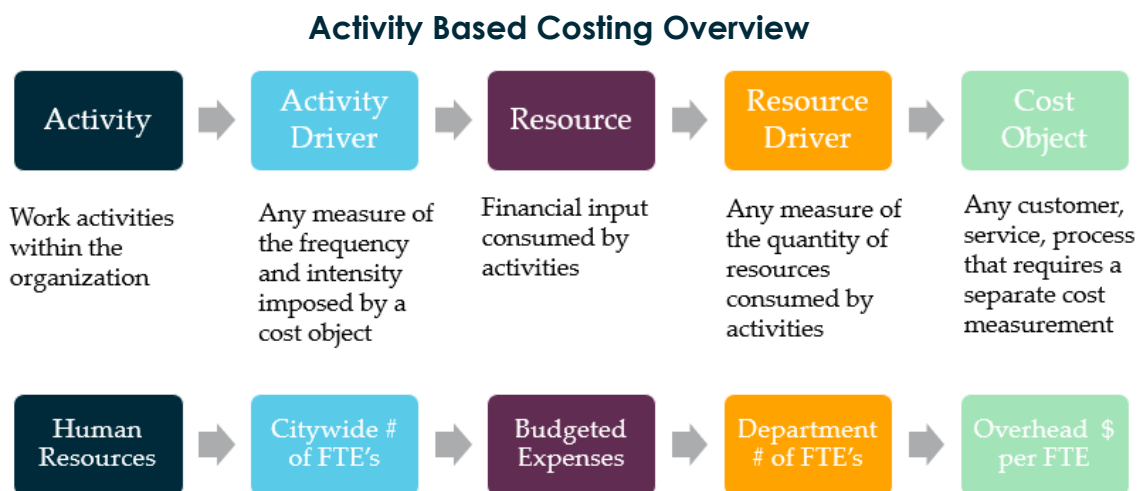 Activity Based Costing Overview
Activity
Activity
Driver
Resource
Resource
Driver
Cost
Object
Work activities
within the
organization
Any measure of
the frequency
and intensity
imposed by a
cost object
Financial input
consumed by
activities
Any measure of
the quantity of
resources
consumed by
activities
Any customer,
service, process
that requires a
separate cost
measurement
Human
Resources
Citywide #
of FTE's
Budgeted
Expenses
Department
# of FTE's
Overhead $
per FTE